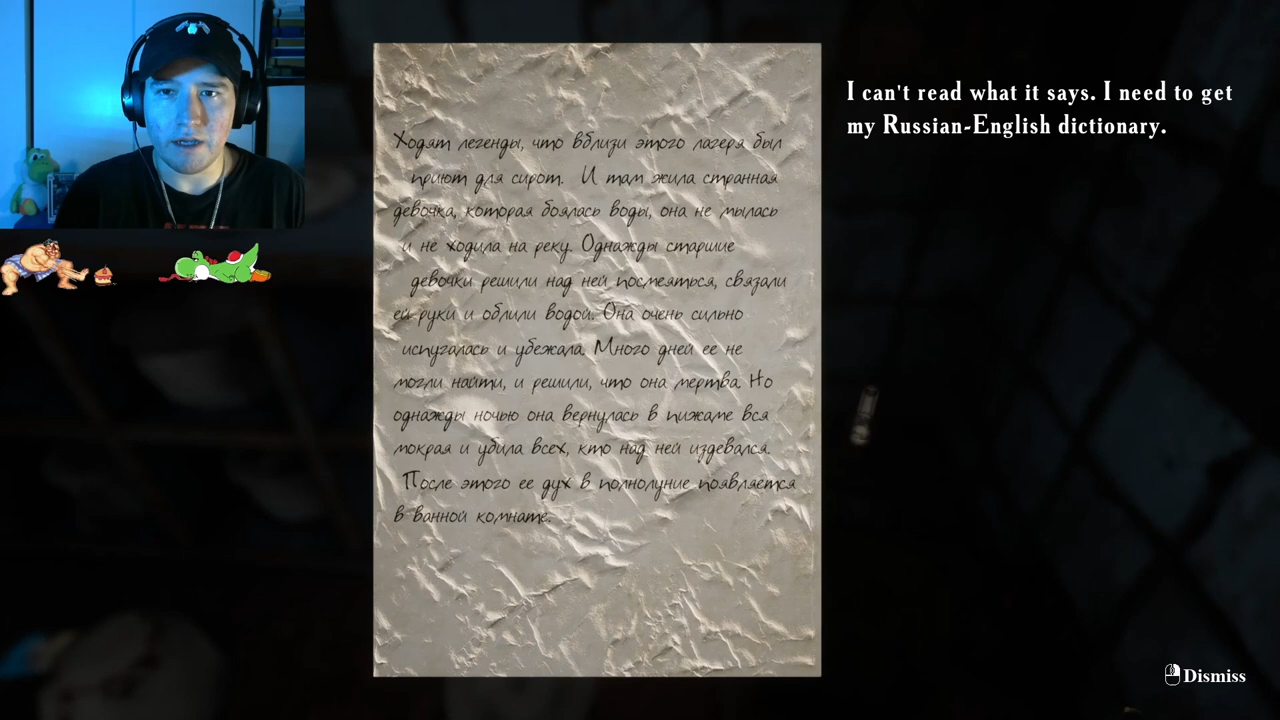 I can't read what it says. I need to get
my Russian-English dictionary.
Ходят легенды, что вблизи этого лагеря был
приют для сирот. И там жила странная
девочка, которая боялась воды, она не мылась
и не ходила на реку. Однажды старшие
девочки решили над ней посмеяться, связали
ей руки и облили водой. Она очень сильно
испугалась и убежала. Много дней ее не
могли найти, и решили, что она мертва. Но
однажды ночью она вернулась в пижаме вся
мокрая и убила всех, кто над ней издевался.
После этого ее дух в полнолуние появляется
в ванной комнате.
Dismiss